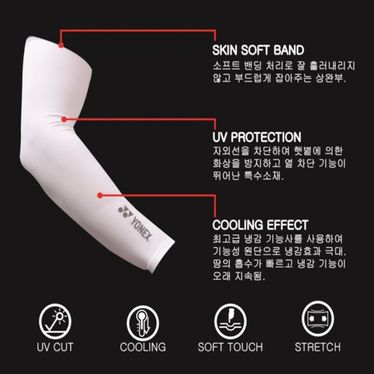 SKIN SOFT BAND
소프트 밴딩 처리로 잘 흘러내리지
않고 부드럽게 잡아주는 상완부.
UV PROTECTION
자외선을 차단하여 햇볕에 의한
화상을 방지하고 열 차단 기능이
뛰어난 특수소재.
YONEX
COOLING EFFECT
최고급 냉감 기능사를 사용하여
기능성 원단으로 냉감효과 극대.
땀의 흡수가 빠르고 냉감 기능이
오래 지속됨.
UV CUT
COOLING
SOFT TOUCH
STRETCH